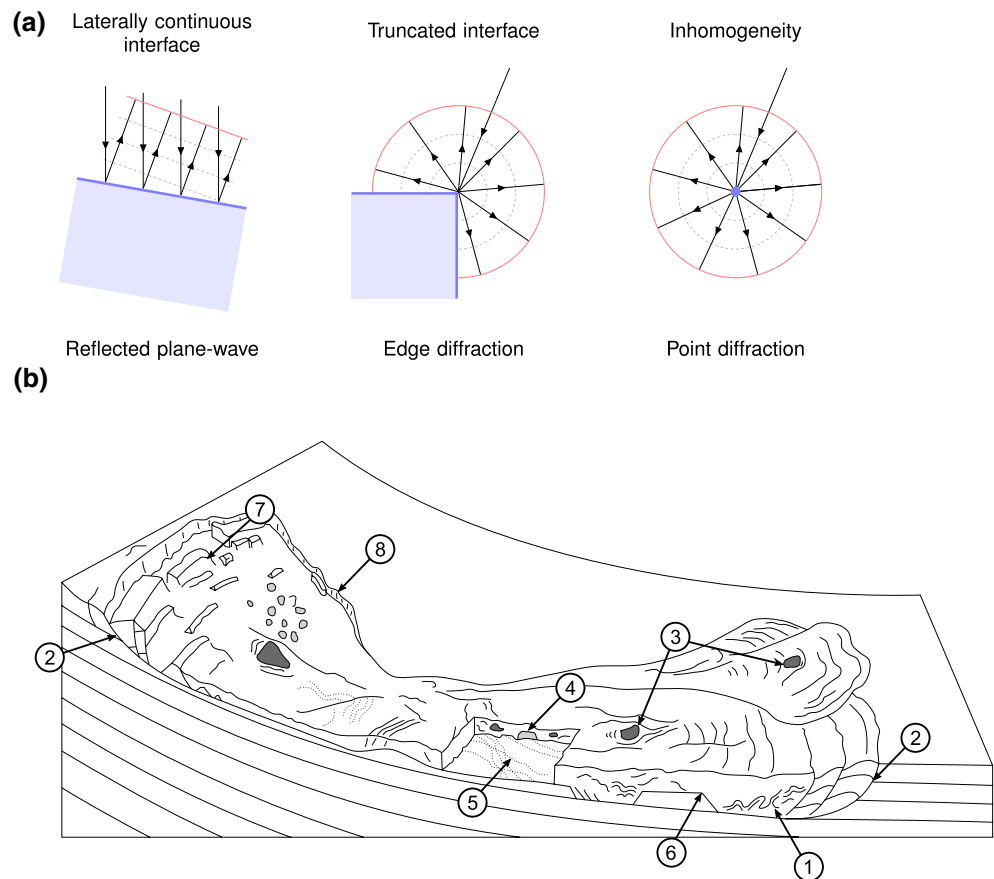 (a)
Laterally continuous
interface
Truncated interface
Inhomogeneity
Reflected plane-wave
Edge diffraction
Point diffraction
(b)
7
8
2
3
4
2
5
6
1